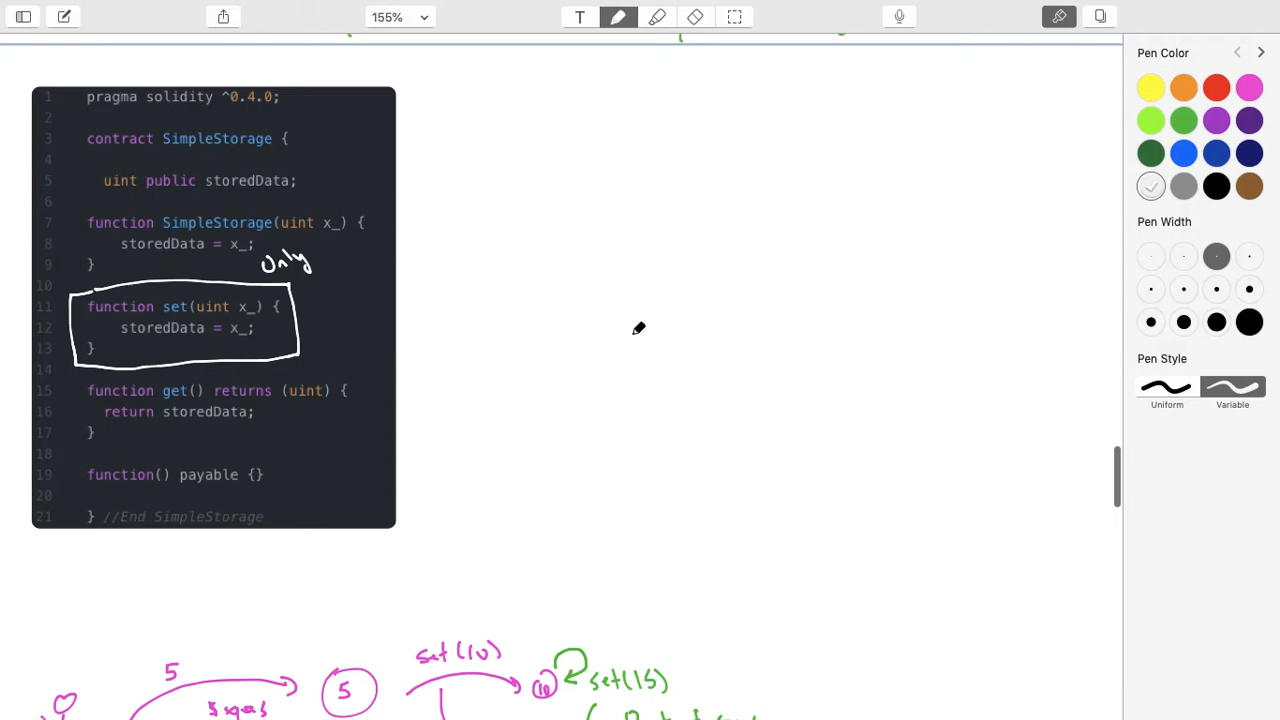 155%
T
1 pragma solidity ^0.4.0;
2
3 contract SimpleStorage {
4
5 uint public storedData;
6
7 function SimpleStorage(uint x_) {
8 storedData = x_;
9 }
only
10
11 function set(uint x_) {
12 storedData = x_;
13 }
14
15 function get() returns (uint) {
16 return storedData;
17 }
18
19 function() payable {}
20
21 } //End SimpleStorage
Pen Color
Pen Width
Pen Style
Uniform Variable
set(10)
5
5
10
set(15)
5 gas